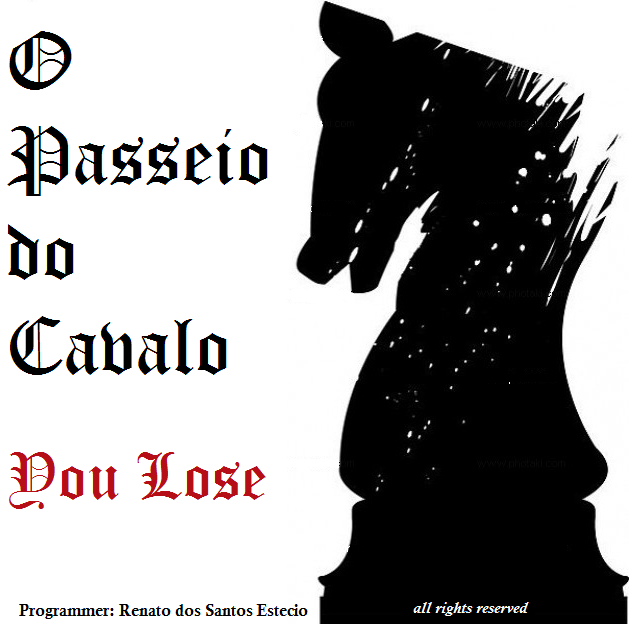 O
Passeio
do
Cavalo
You Lose
Programmer: Renato dos Santos Estecio
all rights reserved